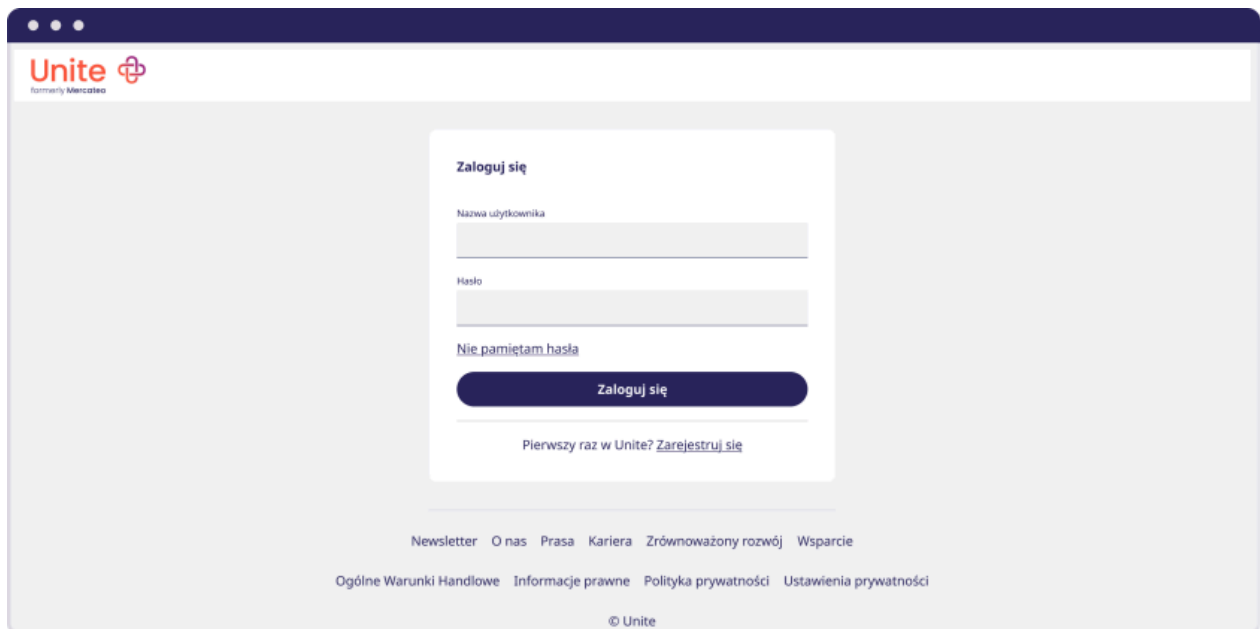 Unite
formerly Mercateo
Zaloguj się
Nazwa użytkownika
Hasło
Nie pamiętam hasła
Zaloguj się
Pierwszy raz w Unite? Zarejestruj się
Newsletter O nas Prasa Kariera Zrównoważony rozwój Wsparcie
Ogólne Warunki Handlowe Informacje prawne Polityka prywatności Ustawienia prywatności
© Unite